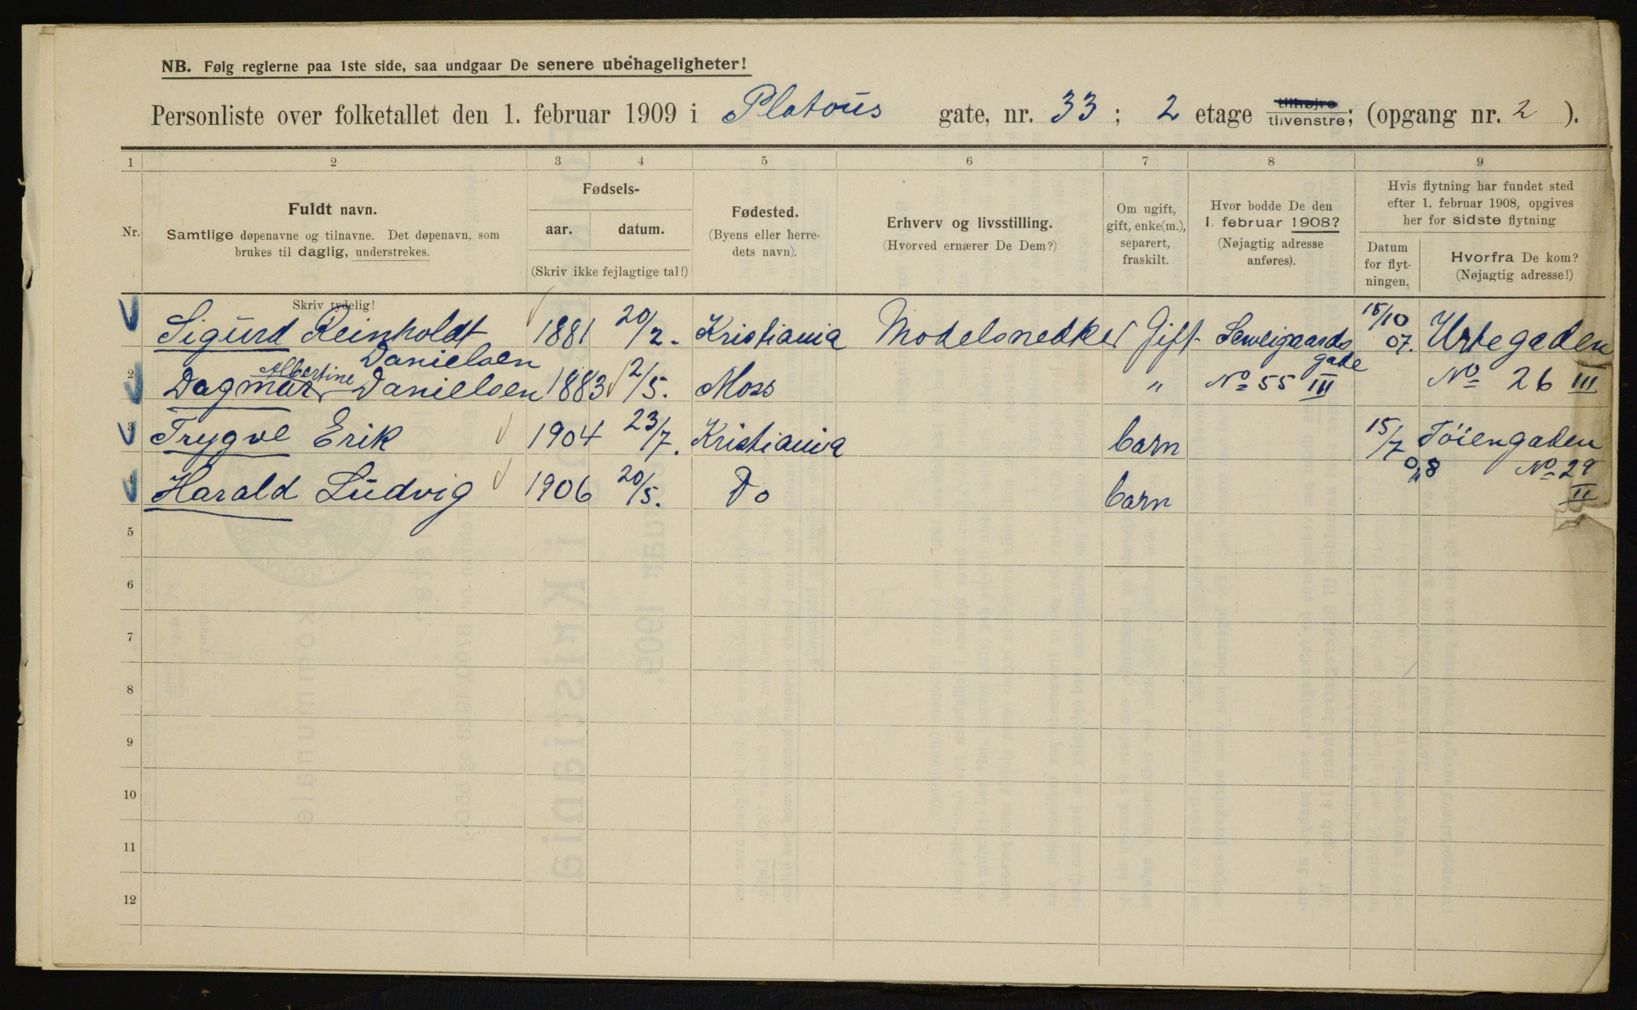 NB. Følg reglerne paa 1ste side, saa undgaar De senere ubehageligheter!
Personliste over folketallet den 1. februar 1909 i Platous gate, nr. 33 ; 2 etage tilhøjre tilvenstre; (opgang nr. 2 ).
1 2 3 4 5 6 7 8 9
Nr.
Fuldt navn.
Samtlige døpenavne og tilnavne. Det døpenavn, som
brukes til daglig, understrekes.
Skriv tydelig!
Fødsels-
aar. datum.
(Skriv ikke fejlagtige tal!)
Fødested.
(Byens eller herre-
dets navn).
Erhverv og livsstilling.
(Hvorved ernærer De Dem?)
Om ugift,
gift, enke(m.),
separert,
fraskilt.
Hvor bodde De den
1. februar 1908?
(Nøjagtig adresse
anføres).
Hvis flytning har fundet sted
efter 1. februar 1908, opgives
her for sidste flytning
Datum
for flyt-
ningen.
Hvorfra De kom?
(Nøjagtig adresse!)
Sigurd Reinholdt 1881 20/2. Kristiania Modelsnedker Gift Schweigaards 15/10 07. Urtegaden
Danielsen gade
2 Dagmar Albertine Danielsen 1883 2/5. Moss " No 55 III No 26 III
3 Trygve Erik 1904 23/7. Kristiania barn 15/7 08 Töiengaden
No 29
Harald Ludvig 1906 20/5. Do barn II
5
6
7
8
9
10
11
12